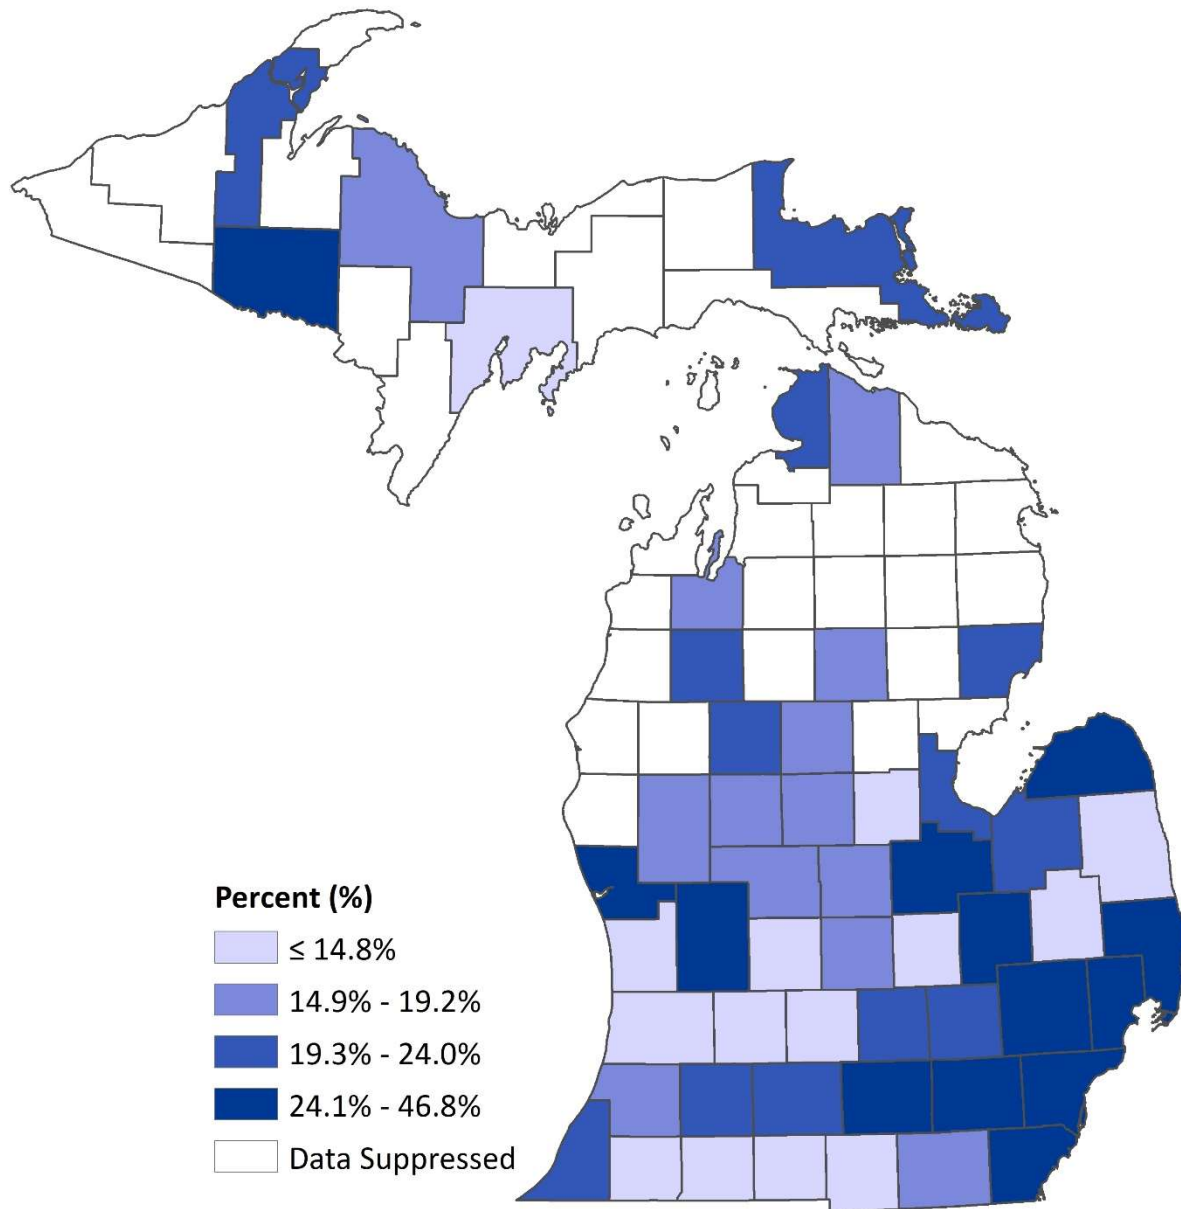 Percent (%)
≤ 14.8%
14.9% - 19.2%
19.3% - 24.0%
24.1% - 46.8%
Data Suppressed